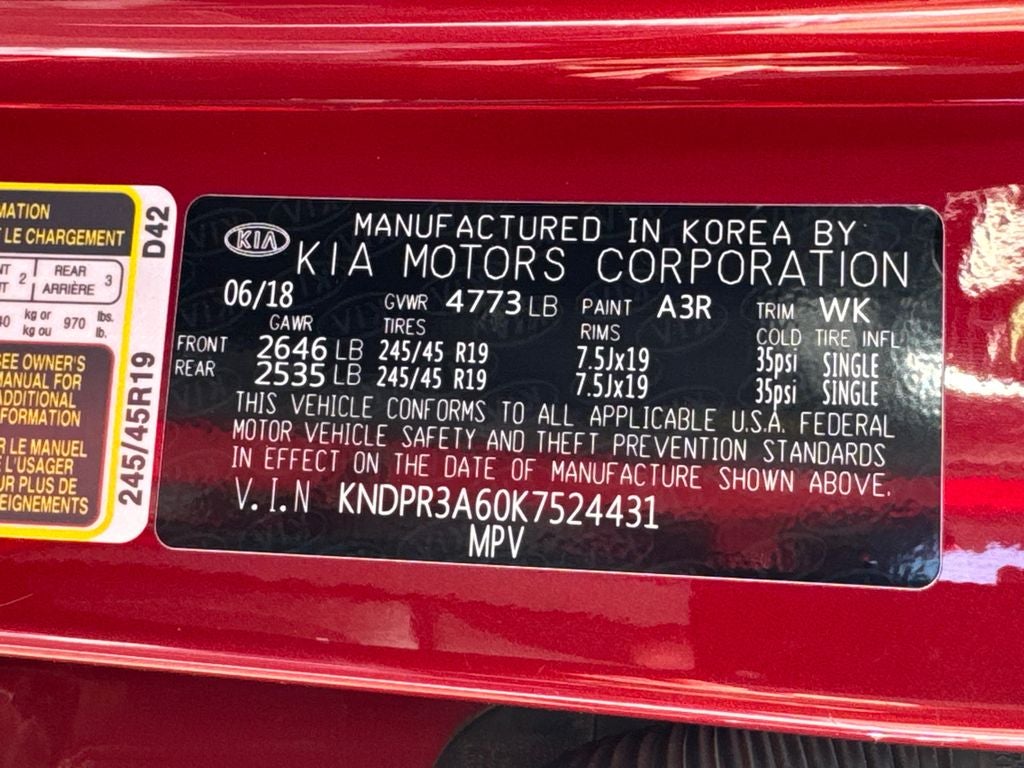 MATION
LE CHARGEMENT
2 REAR 3
ARRIÈRE
kg or 970 lbs.
kg ou lb.
SEE OWNER'S
MANUAL FOR
ADDITIONAL
FORMATION
LE MANUEL
L'USAGER
PLUS DE
EIGNEMENTS
D42
245/45R19
KIA
MANUFACTURED IN KOREA BY
KIA MOTORS CORPORATION
06/18 GVWR 4773 LB PAINT A3R TRIM WK
GAWR TIRES RIMS COLD TIRE INFL
FRONT 2646 LB 245/45 R19 7.5Jx19 35psi SINGLE
REAR 2535 LB 245/45 R19 7.5Jx19 35psi SINGLE
THIS VEHICLE CONFORMS TO ALL APPLICABLE U.S.A. FEDERAL
MOTOR VEHICLE SAFETY AND THEFT PREVENTION STANDARDS
IN EFFECT ON THE DATE OF MANUFACTURE SHOWN ABOVE.
V.I.N KNDPR3A60K7524431
MPV